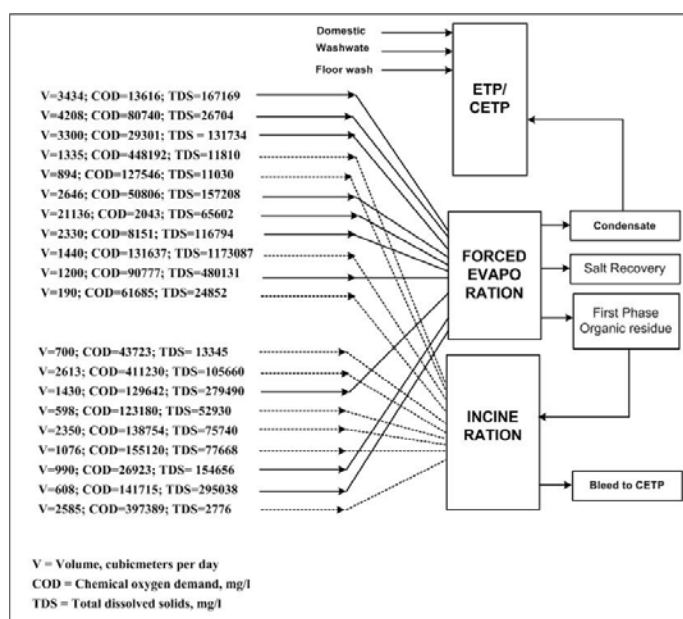 Domestic
Washwate
Floor wash
ETP/
CETP
V=3434; COD=13616; TDS=167169
V=4208; COD=80740; TDS=26704
V=3300; COD=29301; TDS = 131734
V=1335; COD=448192; TDS=11810
V=894; COD=127546; TDS=11030
V=2646; COD=50806; TDS=157208
V=21136; COD=2043; TDS=65602
V=2330; COD=8151; TDS=116794
V=1440; COD=131637; TDS=1173087
V=1200; COD=90777; TDS=480131
V=190; COD=61685; TDS=24852
FORCED
EVAPO
RATION
Condensate
Salt Recovery
First Phase
Organic residue
V=700; COD=43723; TDS= 13345
V=2613; COD=411230; TDS=105660
V=1430; COD=129642; TDS=279490
V=598; COD=123180; TDS=52930
V=2350; COD=138754; TDS=75740
V=1076; COD=155120; TDS=77668
V=990; COD=26923; TDS= 154656
V=608; COD=141715; TDS=295038
V=2585; COD=397389; TDS=2776
INCINE
RATION
Bleed to CETP
V = Volume, cubicmeters per day
COD = Chemical oxygen demand, mg/l
TDS = Total dissolved solids, mg/l